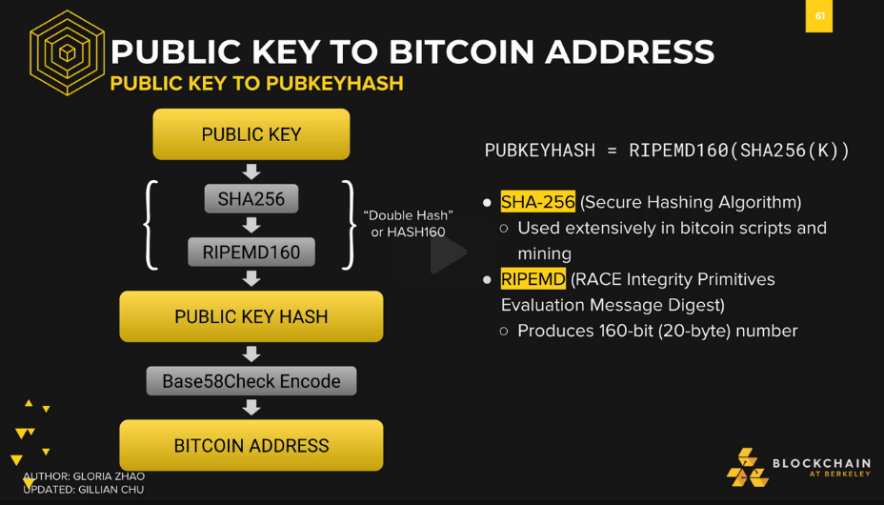 61
PUBLIC KEY TO BITCOIN ADDRESS
PUBLIC KEY TO PUBKEYHASH
PUBLIC KEY
SHA256
RIPEMD160
"Double Hash"
or HASH160
PUBLIC KEY HASH
Base58Check Encode
BITCOIN ADDRESS
PUBKEYHASH = RIPEMD160(SHA256(K))
● SHA-256 (Secure Hashing Algorithm)
○ Used extensively in bitcoin scripts and
mining
● RIPEMD (RACE Integrity Primitives
Evaluation Message Digest)
○ Produces 160-bit (20-byte) number
AUTHOR: GLORIA ZHAO
UPDATED: GILLIAN CHU
BLOCKCHAIN
AT BERKELEY